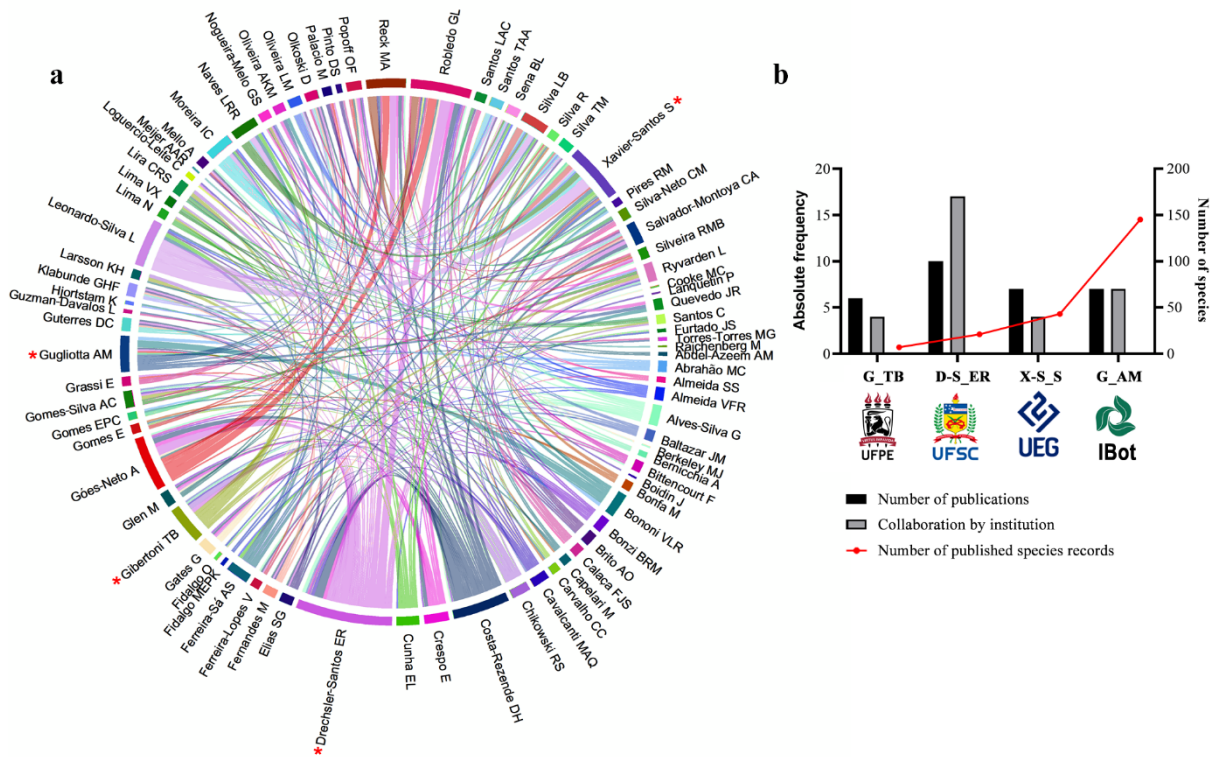 a
Reck MA
Robledo GL
Santos LAC
Santos TAA
Sena BL
Silva LB
Silva R
Silva TM
Xavier-Santos S *
Pires RM
Silva-Neto CM
Salvador-Montoya CA
Silveira RMB
Ryvarden L
Cooke MC
Lanquetin P
Quevedo JR
Santos C
Furtado JS
Torres-Torres MG
Rajchenberg M
Abdel-Azeem AM
Abrahão MC
Almeida SS
Almeida VFR
Alves-Silva G
Baltazar JM
Berkeley MJ
Bernicchia A
Bittencourt F
Boidin J
Bonfa M
Bononi VLR
Bonzi BRM
Brito AO
Calaça FJS
Capelari M
Carvalho CC
Cavalcanti MAQ
Chikowski RS
Costa-Rezende DH
Crespo E
Cunha EL
* Drechsler-Santos ER
Elias SG
Fernandes M
Ferreira-Lopes V
Ferreira-Sá AS
Fidalgo MEPK
Fidalgo O
Gates G
* Gibertoni TB
Glen M
Góes-Neto A
Gomes E
Gomes EPC
Gomes-Silva AC
Grassi E
* Gugliotta AM
Guterres DC
Guzman-Davalos L
Hjortstam K
Klabunde GHF
Larsson KH
Leonardo-Silva L
Lima N
Lima VX
Lira CRS
Loguercio-Leite C
Meijer AAR
Mello A
Moreira IC
Naves LRR
Nogueira-Melo GS
Oliveira AKM
Oliveira LM
Olkoski D
Palacio M
Pinto DS
Popoff OF
b
Absolute frequency
20
15
10
5
0
200
150
100
50
0
Number of species
G_TB D-S_ER X-S_S G_AM
UFPE UFSC UEG IBot
Number of publications
Collaboration by institution
Number of published species records